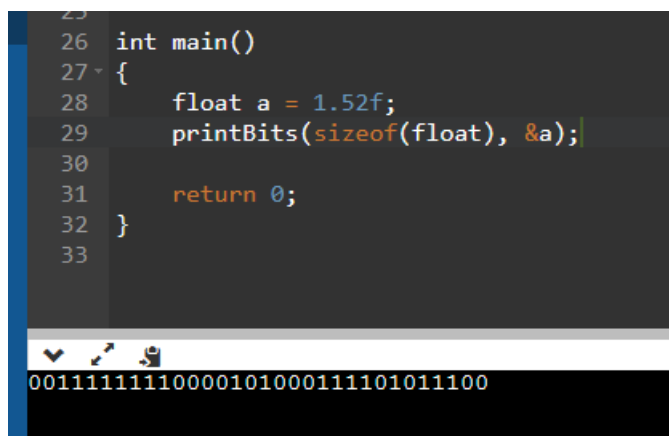 25
26 int main()
27 {
28 float a = 1.52f;
29 printBits(sizeof(float), &a);
30
31 return 0;
32 }
33
00111111110000101000111101011100